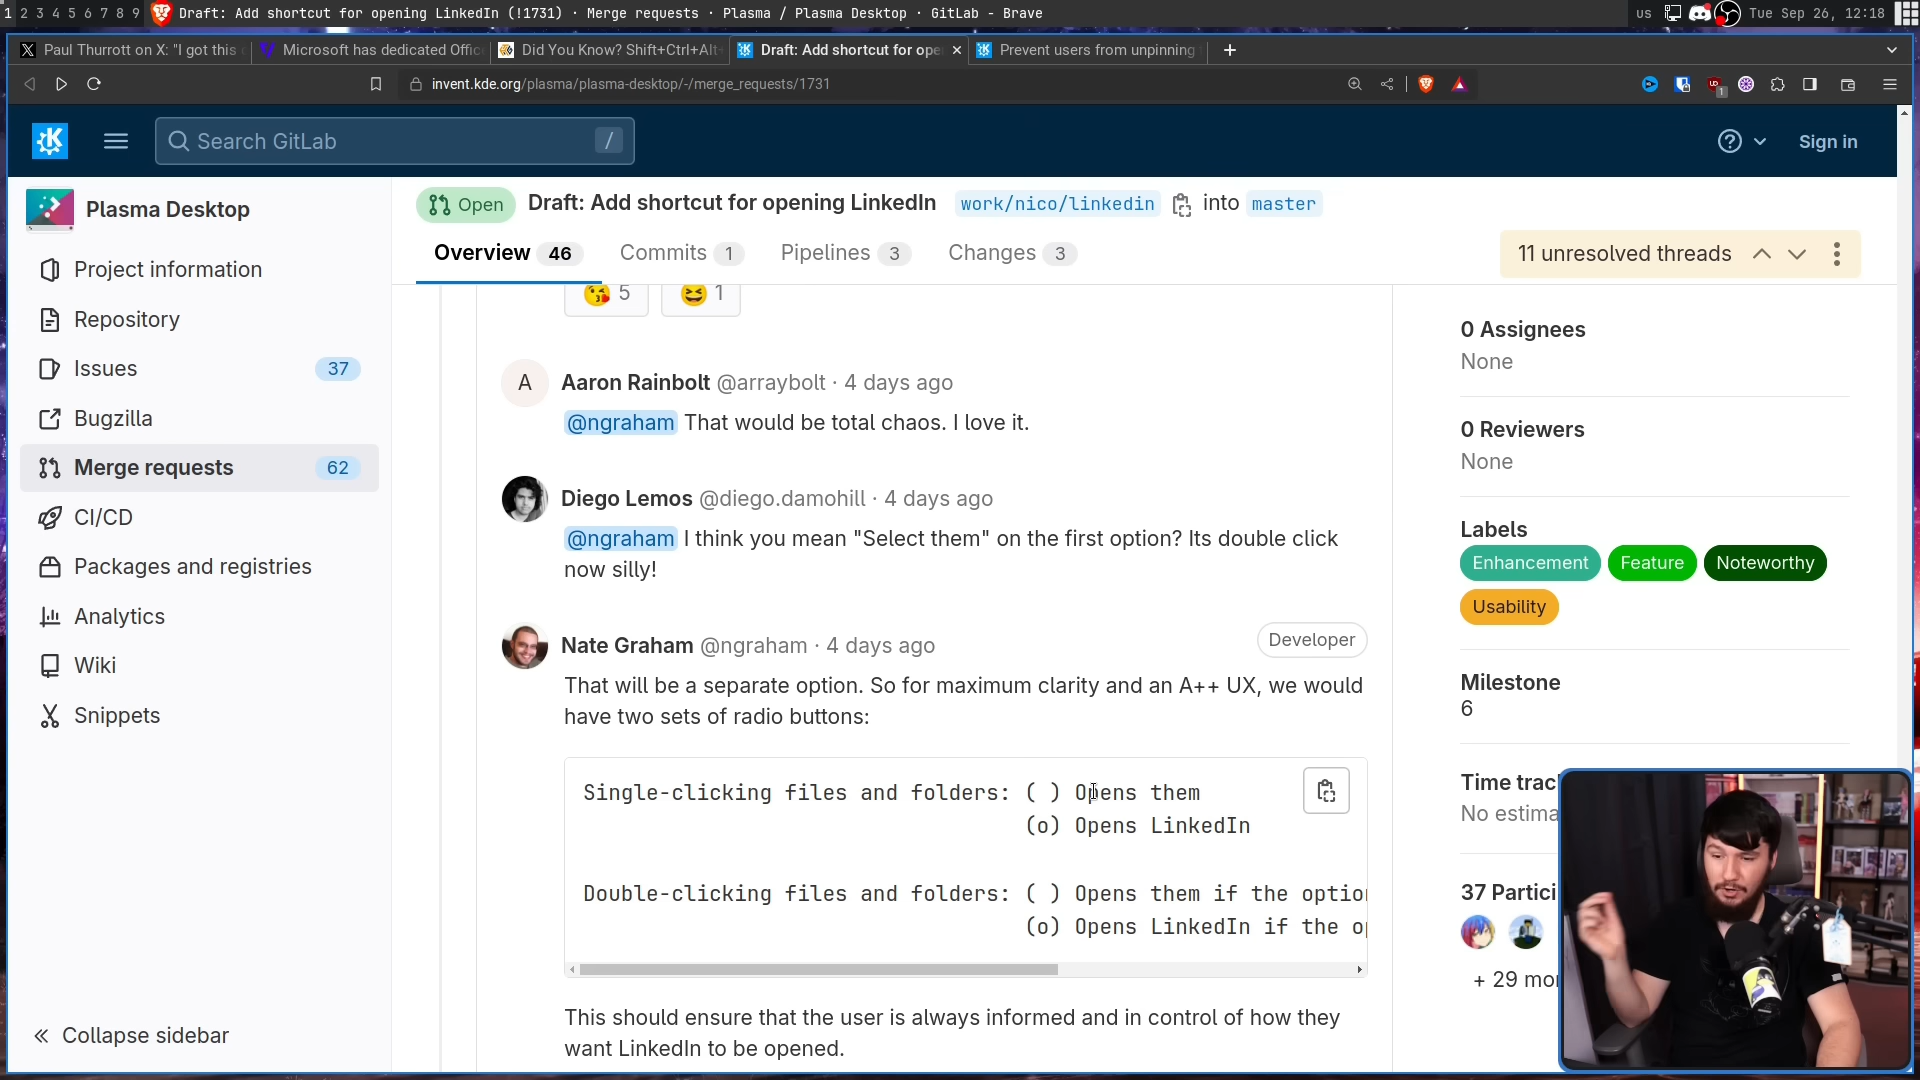 1 2 3 4 5 6 7 8 9 Draft: Add shortcut for opening LinkedIn (!1731) · Merge requests · Plasma / Plasma Desktop · GitLab - Brave
us Tue Sep 26, 12:18
Paul Thurrott on X: "I got this
Microsoft has dedicated Offic
Did You Know? Shift+Ctrl+Alt
Draft: Add shortcut for ope
Prevent users from unpinning
invent.kde.org/plasma/plasma-desktop/-/merge_requests/1731
Search GitLab /
Sign in
Plasma Desktop
Project information
Repository
Issues 37
Bugzilla
Merge requests 62
CI/CD
Packages and registries
Analytics
Wiki
Snippets
Collapse sidebar
Open Draft: Add shortcut for opening LinkedIn work/nico/linkedin into master
Overview 46 Commits 1 Pipelines 3 Changes 3
11 unresolved threads
5 1
A Aaron Rainbolt @arraybolt · 4 days ago
@ngraham That would be total chaos. I love it.
Diego Lemos @diego.damohill · 4 days ago
@ngraham I think you mean "Select them" on the first option? Its double click
now silly!
Nate Graham @ngraham · 4 days ago Developer
That will be a separate option. So for maximum clarity and an A++ UX, we would
have two sets of radio buttons:
Single-clicking files and folders: ( ) Opens them
(o) Opens LinkedIn
Double-clicking files and folders: ( ) Opens them if the option
(o) Opens LinkedIn if the op
This should ensure that the user is always informed and in control of how they
want LinkedIn to be opened.
0 Assignees
None
0 Reviewers
None
Labels
Enhancement Feature Noteworthy
Usability
Milestone
6
Time trac
No estima
37 Partici
+ 29 mor